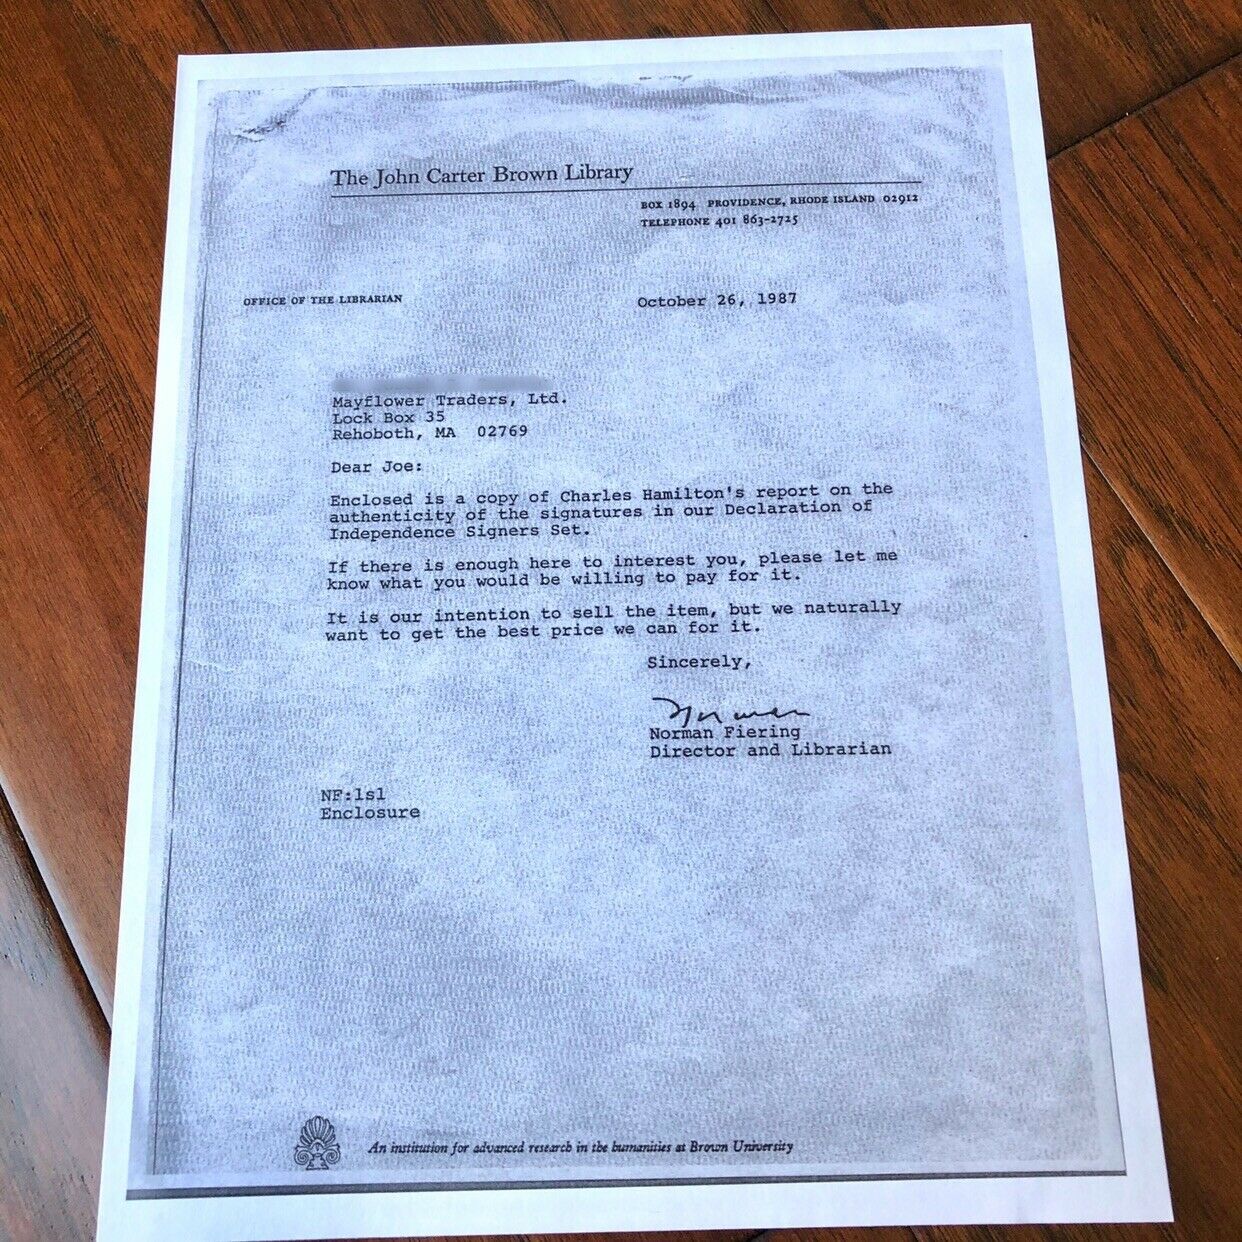 The John Carter Brown Library
BOX 1894 PROVIDENCE, RHODE ISLAND 02912
TELEPHONE 401 863-2725
OFFICE OF THE LIBRARIAN
October 26, 1987
Mayflower Traders, Ltd.
Lock Box 35
Rehoboth, MA 02769
Dear Joe:
Enclosed is a copy of Charles Hamilton's report on the
authenticity of the signatures in our Declaration of
Independence Signers Set.
If there is enough here to interest you, please let me
know what you would be willing to pay for it.
It is our intention to sell the item, but we naturally
want to get the best price we can for it.
Sincerely,
Norman
Norman Fiering
Director and Librarian
NF:lsl
Enclosure
An institution for advanced research in the humanities at Brown University